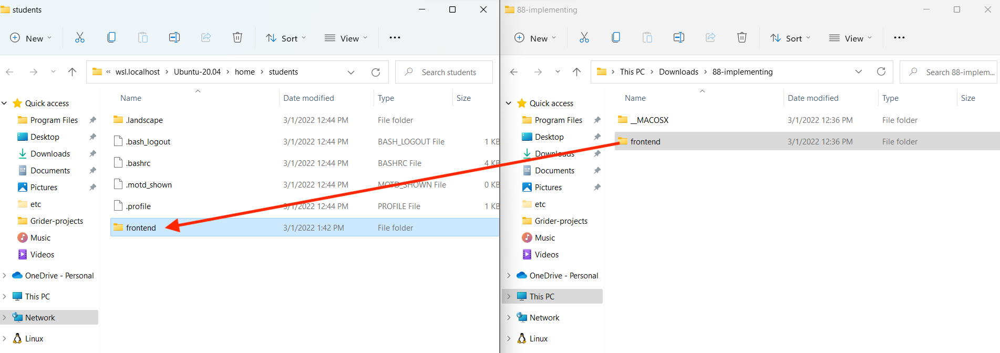 students
New
Sort
View
« wsl.localhost > Ubuntu-20.04 > home > students
Search students
Name
Date modified
Type
Size
Quick access
Program Files
Desktop
Downloads
Documents
Pictures
etc
Grider-projects
Music
Videos
OneDrive - Personal
This PC
Network
Linux
.landscape 3/1/2022 12:44 PM File folder
.bash_logout 3/1/2022 12:44 PM BASH_LOGOUT File 1 KB
.bashrc 3/1/2022 12:44 PM BASHRC File 4 KB
.motd_shown 3/1/2022 12:44 PM MOTD_SHOWN File 0 KB
.profile 3/1/2022 12:44 PM PROFILE File 1 KB
frontend 3/1/2022 1:42 PM File folder
88-implementing
New
Sort
View
> This PC > Downloads > 88-implementing
Search 88-implem...
Name
Date modified
Type
Size
Quick access
Program Files
Desktop
Downloads
Documents
Pictures
etc
Grider-projects
Music
Videos
OneDrive - Personal
This PC
Network
Linux
__MACOSX 3/1/2022 12:36 PM File folder
frontend 3/1/2022 12:36 PM File folder